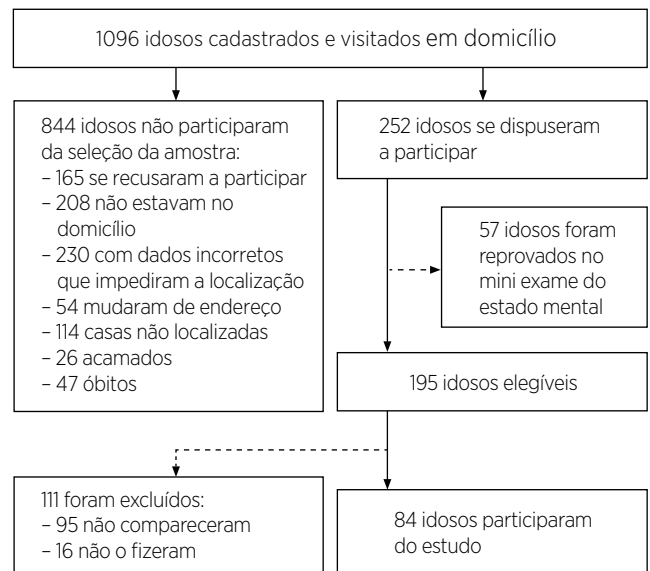 1096 idosos cadastrados e visitados em domicílio
844 idosos não participaram
da seleção da amostra:
– 165 se recusaram a participar
– 208 não estavam no
domicílio
– 230 com dados incorretos
que impediram a localização
– 54 mudaram de endereço
– 114 casas não localizadas
– 26 acamados
– 47 óbitos
252 idosos se dispuseram
a participar
57 idosos foram
reprovados no
mini exame do
estado mental
195 idosos elegíveis
111 foram excluídos:
– 95 não compareceram
– 16 não o fizeram
84 idosos participaram
do estudo